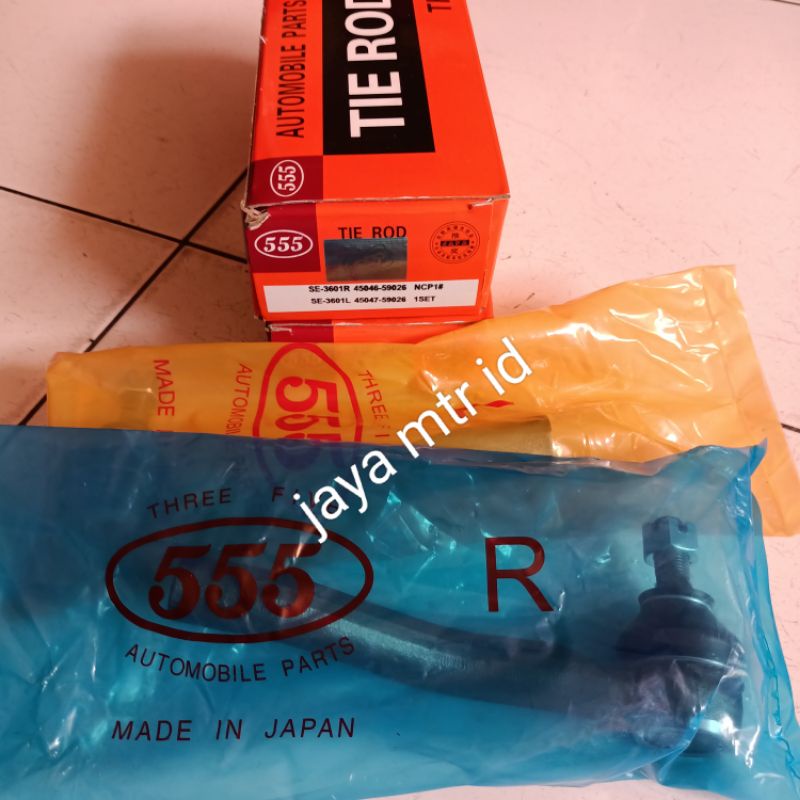 AUTOMOBILE PARTS
TIE ROD
555
555
TIE ROD
SE-3601R 45046-59026 NCP1#
SE-3601L 45047-59026 1SET
THREE F
555
AUTOMOBIL
MADE
jaya mtr id
THREE F
555
AUTOMOBILE PARTS
MADE IN JAPAN
R